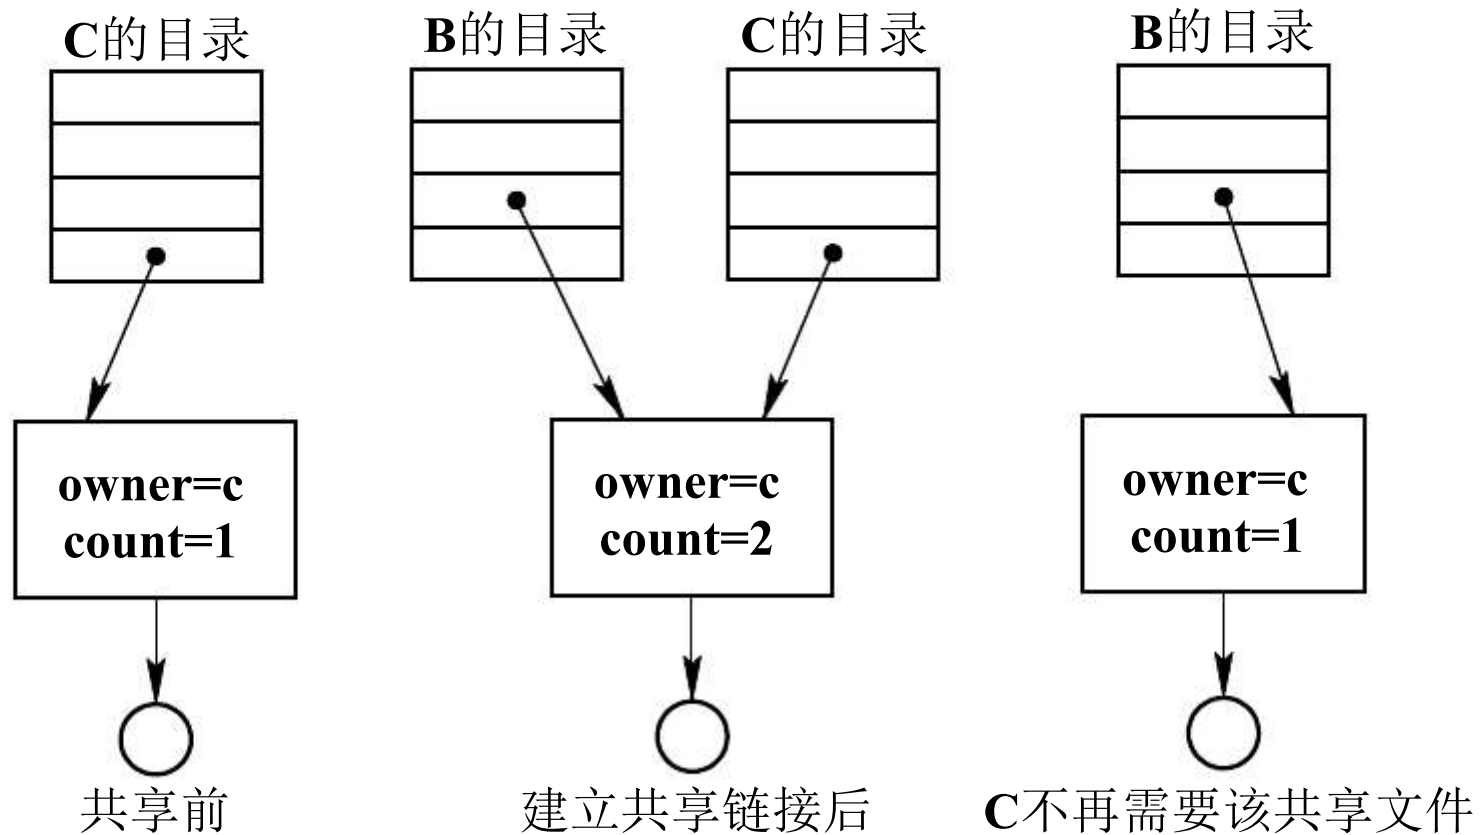 C的目录
B的目录
C的目录
B的目录
owner=c
count=1
owner=c
count=2
owner=c
count=1
共享前
建立共享链接后
C不再需要该共享文件